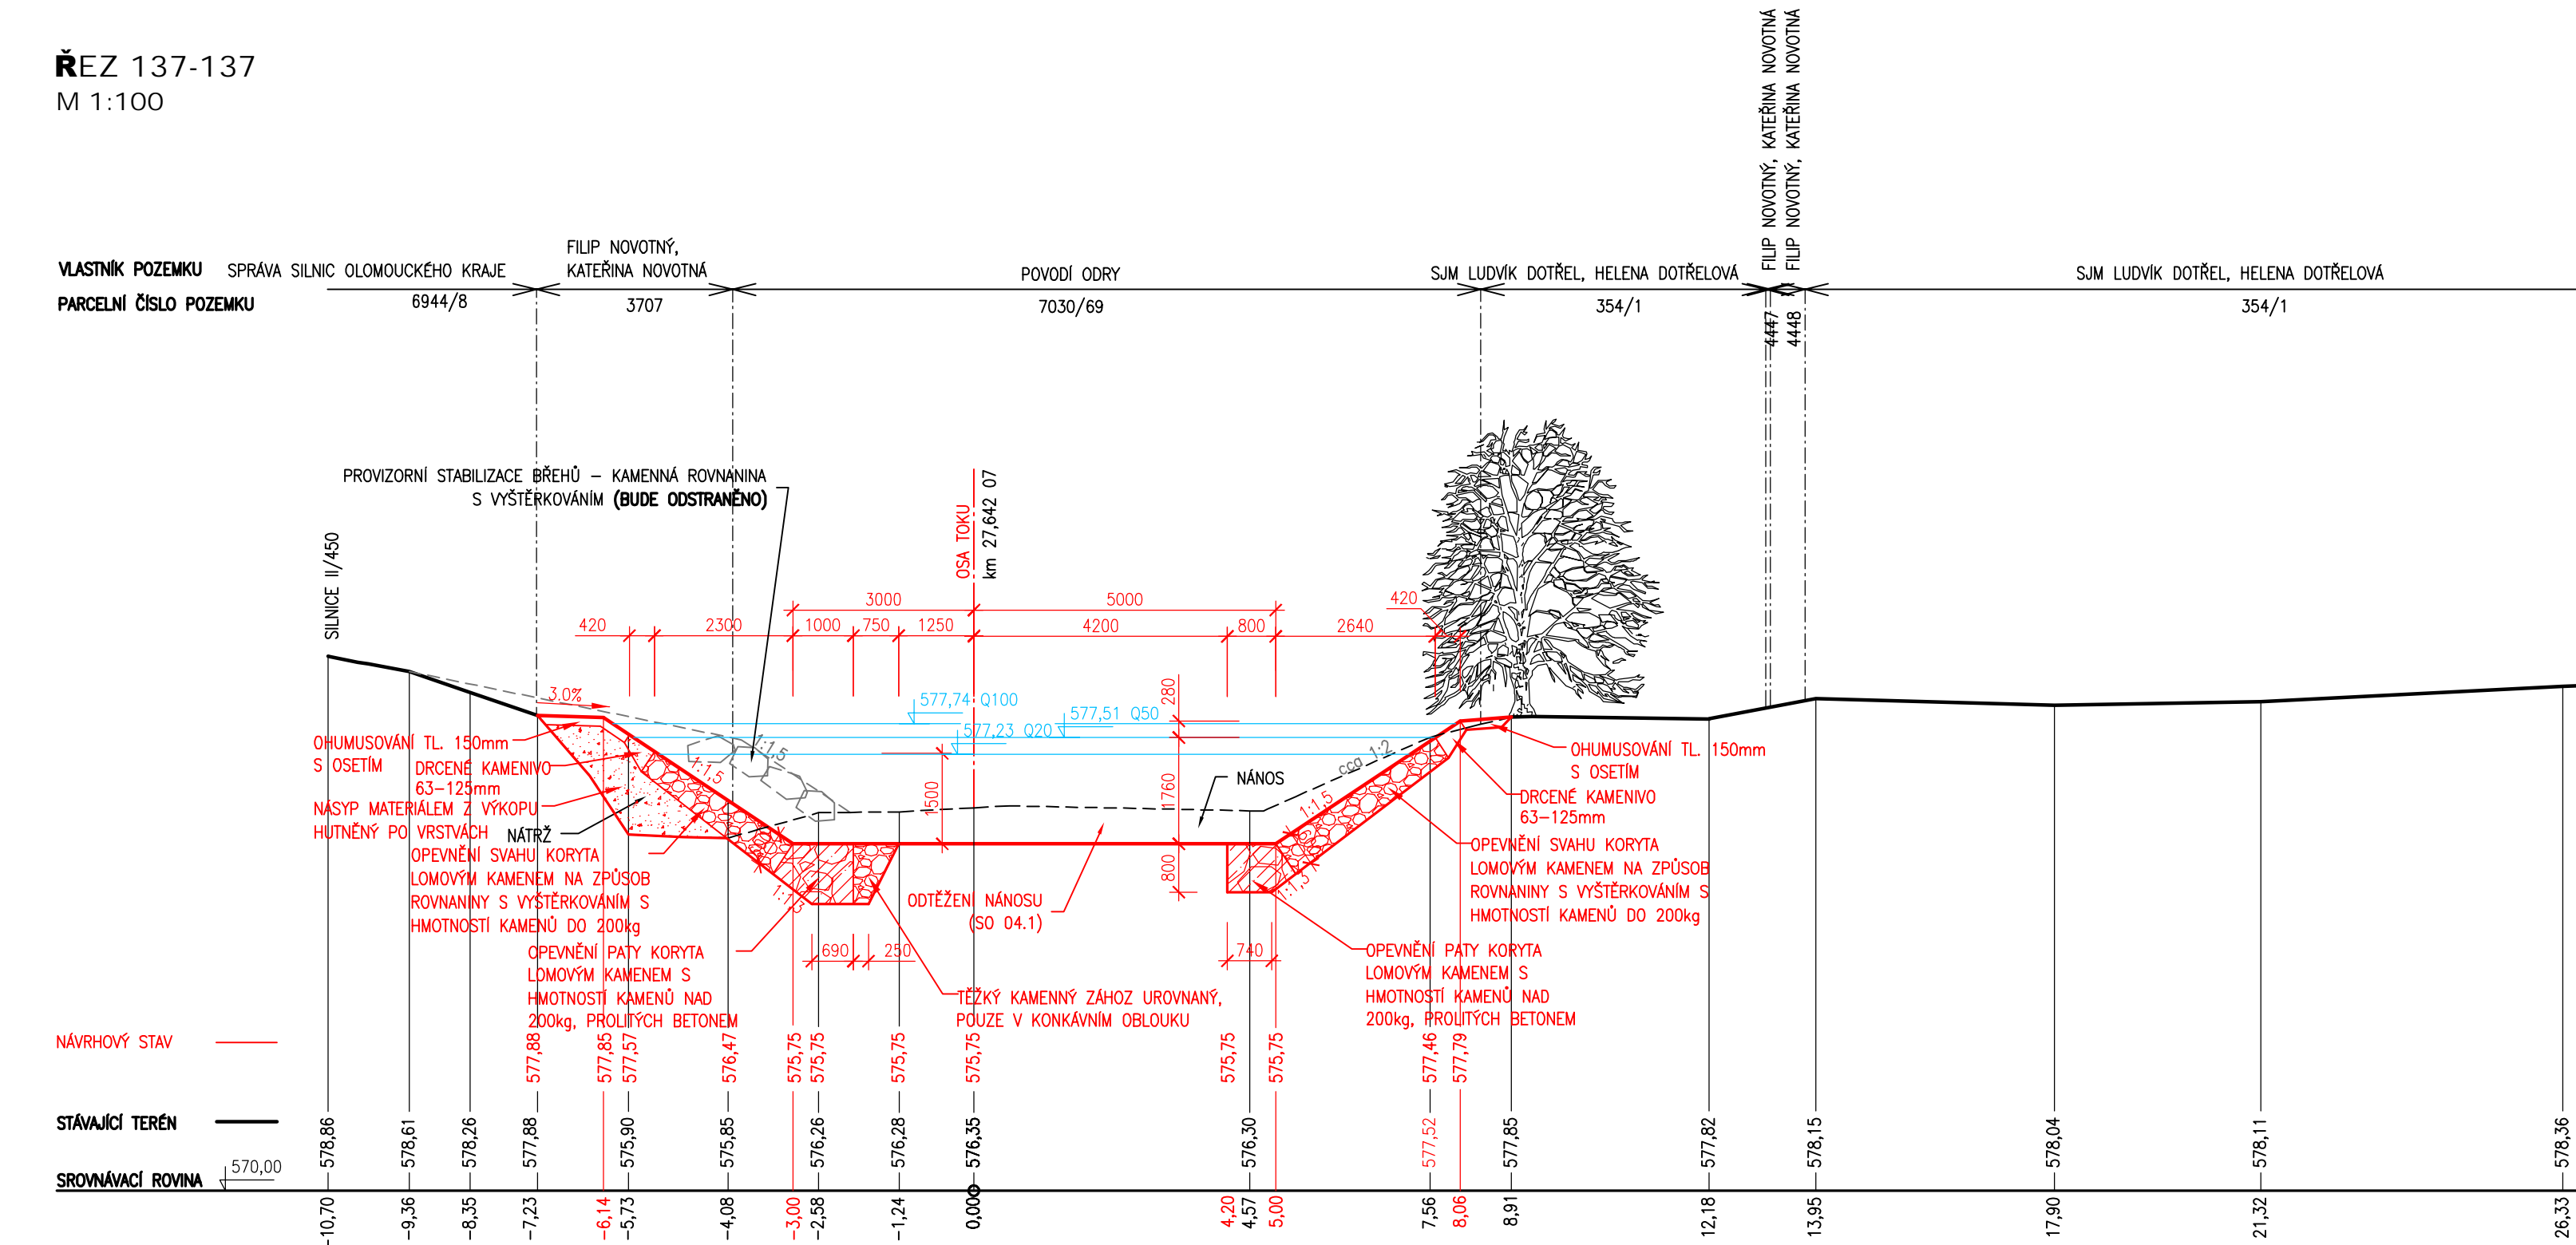 ŘEZ 137-137
M 1:100
FILIP NOVOTNÝ, KATEŘINA NOVOTNÁ
FILIP NOVOTNÝ, KATEŘINA NOVOTNÁ
VLASTNÍK POZEMKU
SPRÁVA SILNIC OLOMOUCKÉHO KRAJE
FILIP NOVOTNÝ,
KATEŘINA NOVOTNÁ
POVODÍ ODRY
SJM LUDVÍK DOTŘEL, HELENA DOTŘELOVÁ
SJM LUDVÍK DOTŘEL, HELENA DOTŘELOVÁ
PARCELNÍ ČÍSLO POZEMKU
6944/8
3707
7030/69
354/1
4447
4448
354/1
PROVIZORNÍ STABILIZACE BŘEHŮ – KAMENNÁ ROVNANINA
S VYŠTĚRKOVÁNÍM (BUDE ODSTRANĚNO)
SILNICE II/450
OSA TOKU
km 27,642 07
3000
5000
420
420
2300
1000
750
1250
4200
800
2640
3.0%
577,74 Q100
577,51 Q50
577,23 Q20
280
1:1,5
1:1,5
cca 1:2
1:1,5
1500
1760
800
NÁNOS
OHUMUSOVÁNÍ TL. 150mm
S OSETÍM
DRCENÉ KAMENIVO
63–125mm
NÁSYP MATERIÁLEM Z VÝKOPU
HUTNĚNÝ PO VRSTVÁCH
NÁTRŽ
OPEVNĚNÍ SVAHU KORYTA
LOMOVÝM KAMENEM NA ZPŮSOB
ROVNANINY S VYŠTĚRKOVÁNÍM S
HMOTNOSTÍ KAMENŮ DO 200kg
1:1,3
1:1,3
OHUMUSOVÁNÍ TL. 150mm
S OSETÍM
DRCENÉ KAMENIVO
63–125mm
OPEVNĚNÍ SVAHU KORYTA
LOMOVÝM KAMENEM NA ZPŮSOB
ROVNANINY S VYŠTĚRKOVÁNÍM S
HMOTNOSTÍ KAMENŮ DO 200kg
ODTĚŽENÍ NÁNOSU
(SO 04.1)
690
250
740
OPEVNĚNÍ PATY KORYTA
LOMOVÝM KAMENEM S
HMOTNOSTÍ KAMENŮ NAD
200kg, PROLITÝCH BETONEM
TĚŽKÝ KAMENNÝ ZÁHOZ UROVNANÝ,
POUZE V KONKÁVNÍM OBLOUKU
OPEVNĚNÍ PATY KORYTA
LOMOVÝM KAMENEM S
HMOTNOSTÍ KAMENŮ NAD
200kg, PROLITÝCH BETONEM
NÁVRHOVÝ STAV
577,88
577,85
577,57
576,47
575,75
575,75
575,75
575,75
575,75
575,75
577,46
577,79
STÁVAJÍCÍ TERÉN
578,86
578,61
578,26
577,88
575,90
575,85
576,26
576,28
576,35
576,30
577,52
577,85
577,82
578,15
578,04
578,11
578,36
SROVNÁVACÍ ROVINA
570,00
–10,70
–9,36
–8,35
–7,23
–6,14
–5,73
–4,08
–3,00
–2,58
–1,24
0,000
4,20
4,57
5,00
7,56
8,06
8,91
12,18
13,95
17,90
21,32
26,33